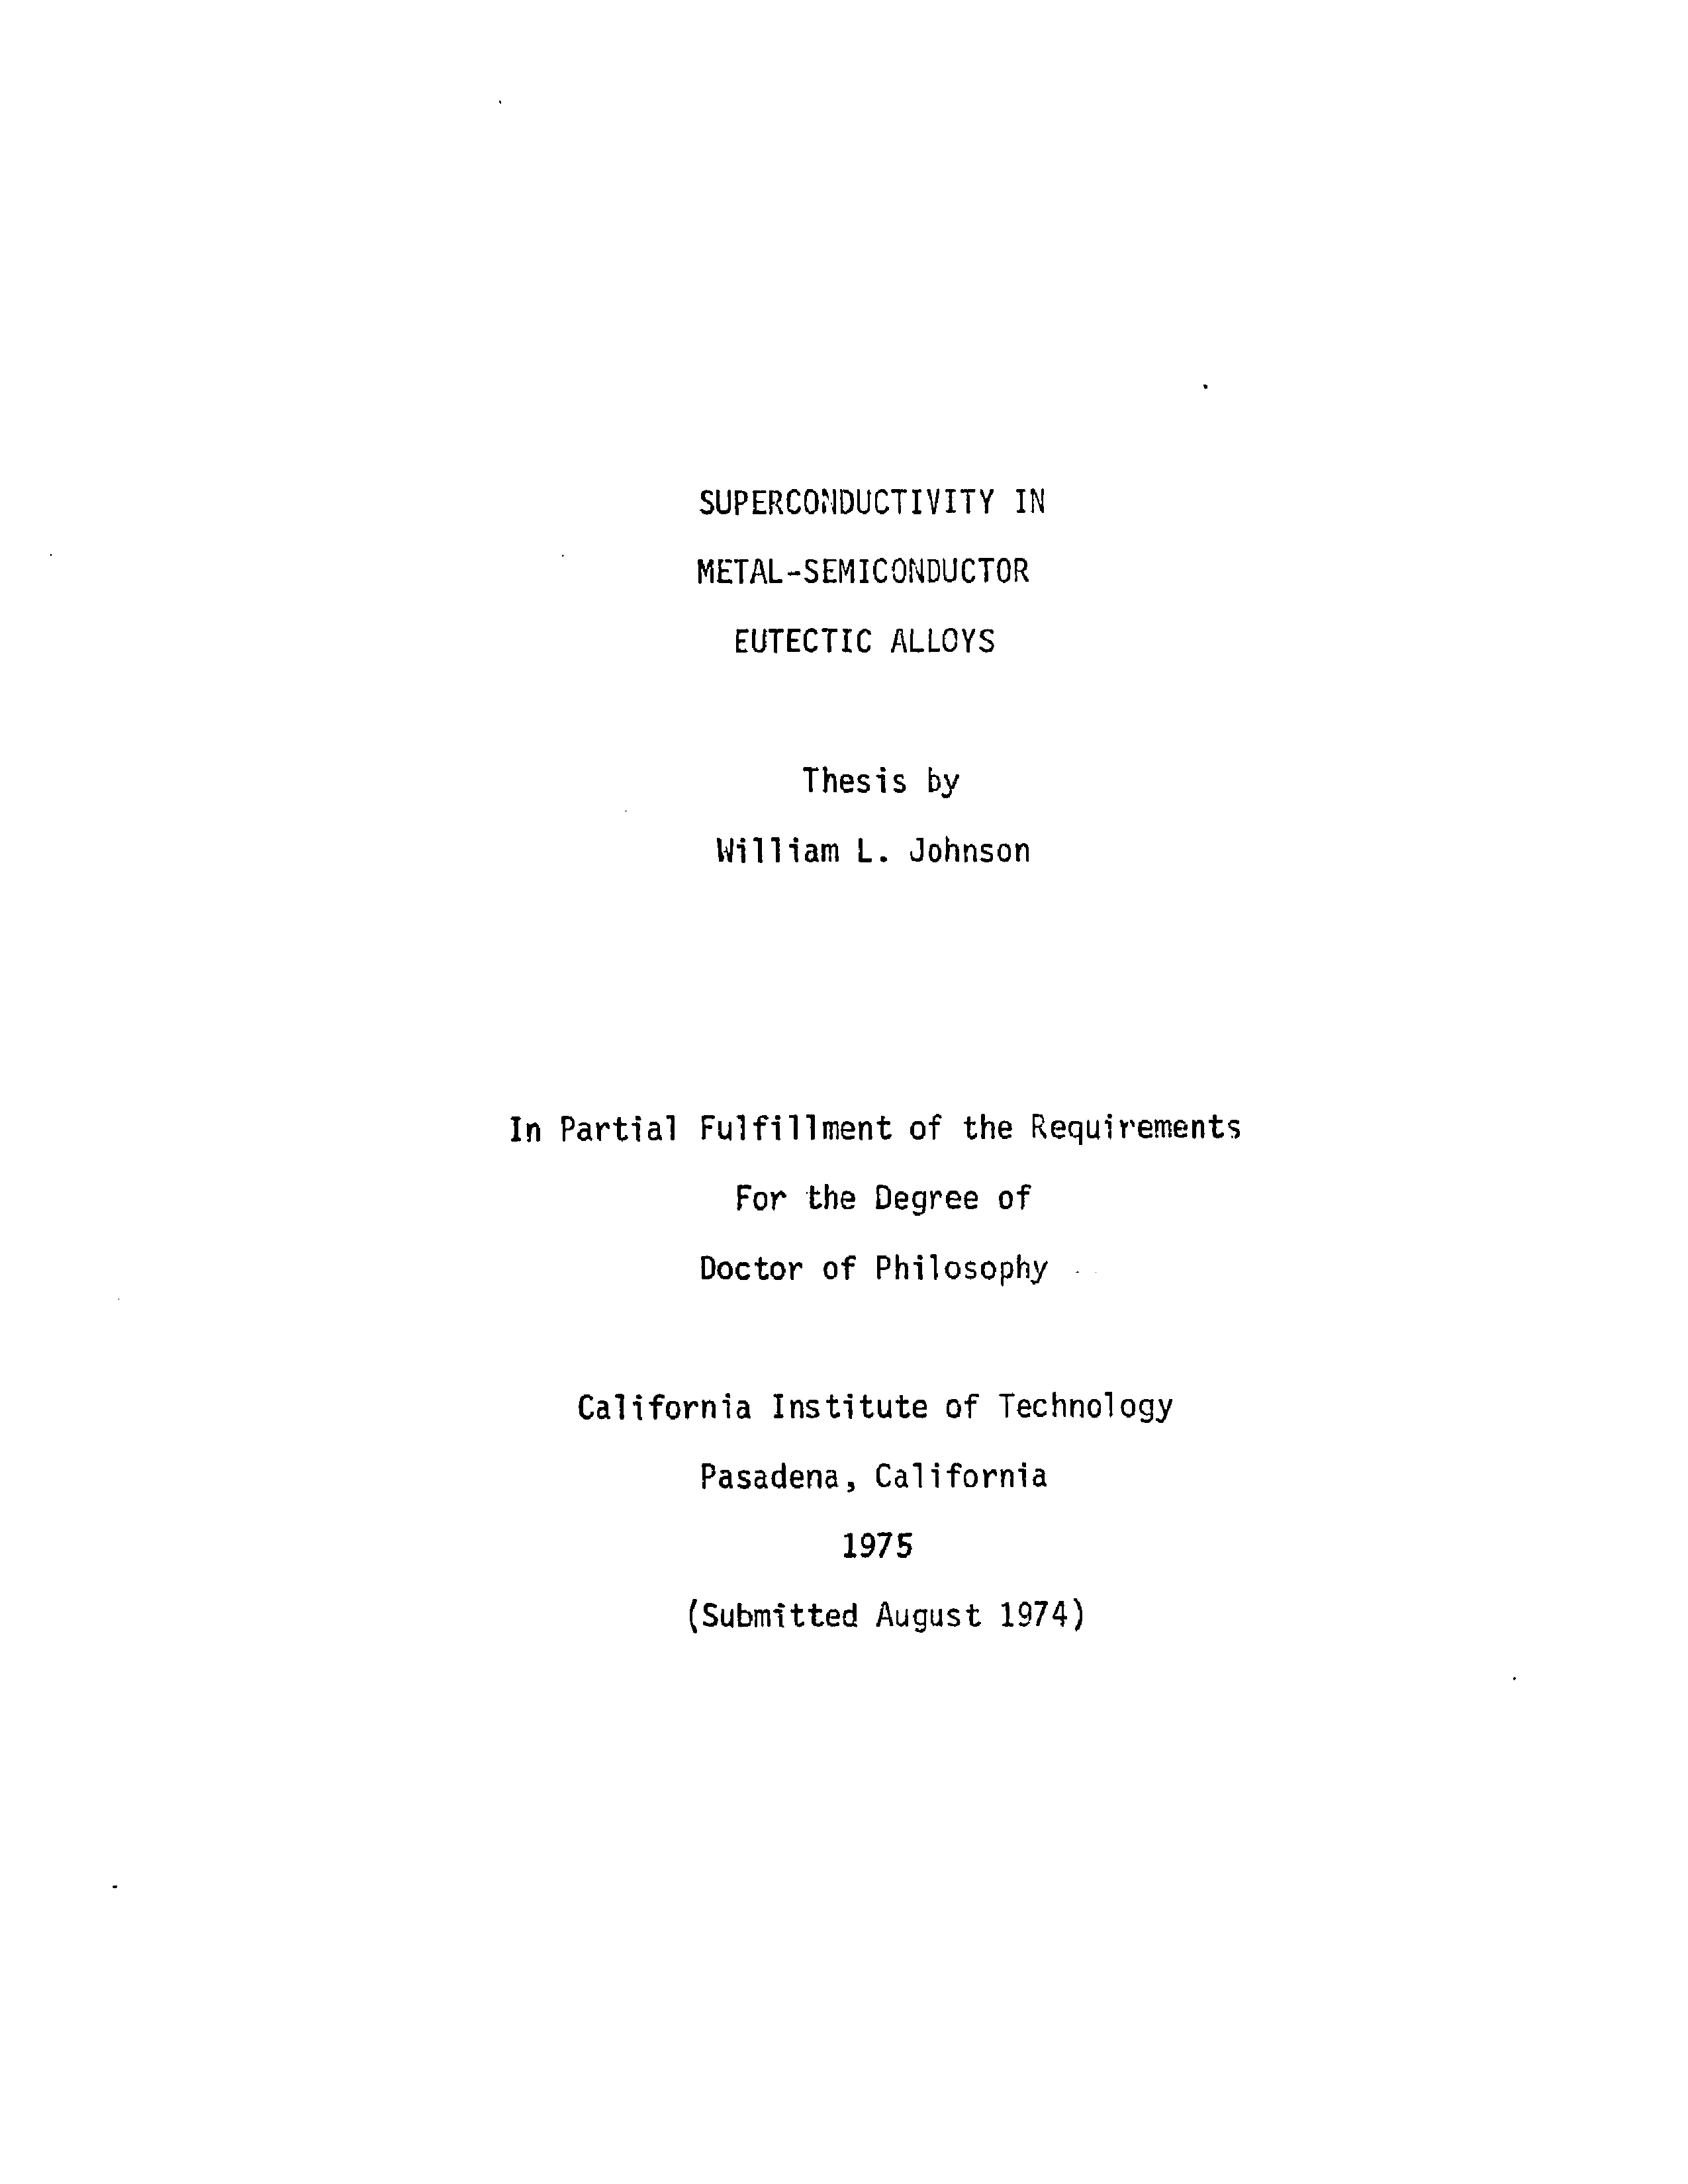 SUPERCONDUCTIVITY IN
METAL-SEMICONDUCTOR
EUTECTIC ALLOYS
Thesis by
William L. Johnson
In Partial Fulfillment of the Requirements
For the Degree of
Doctor of Philosophy
California Institute of Technology
Pasadena, California
1975
(Submitted August 1974)